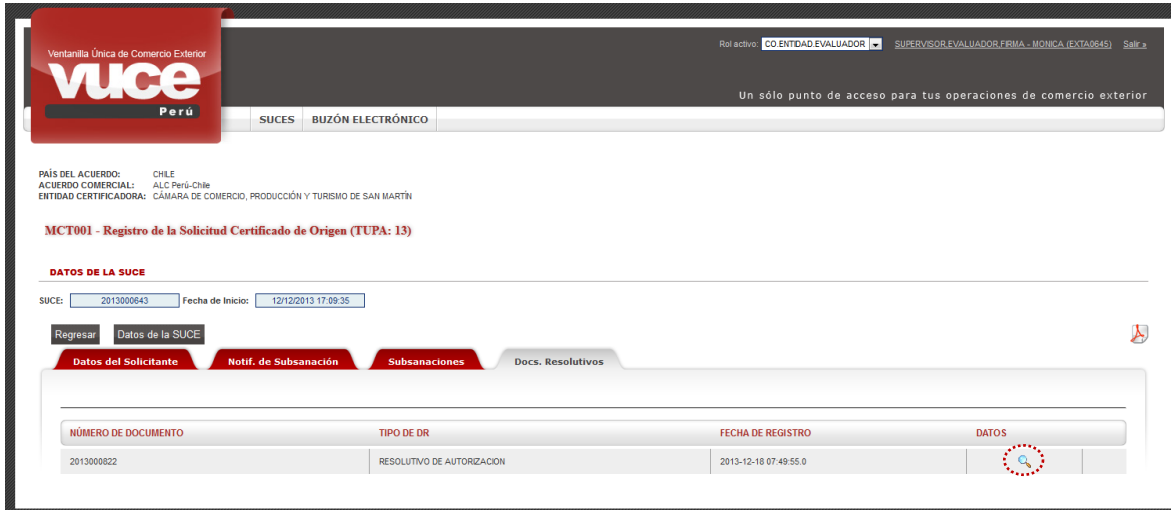 Ventanilla Única de Comercio Exterior
vuce
Perú
Rol activo: CO.ENTIDAD.EVALUADOR SUPERVISOR.EVALUADOR.FIRMA - MONICA (EXTA0645) Salir »
Un sólo punto de acceso para tus operaciones de comercio exterior
SUCES BUZÓN ELECTRÓNICO
PAÍS DEL ACUERDO: CHILE
ACUERDO COMERCIAL: ALC Perú-Chile
ENTIDAD CERTIFICADORA: CÁMARA DE COMERCIO, PRODUCCIÓN Y TURISMO DE SAN MARTÍN
MCT001 - Registro de la Solicitud Certificado de Origen (TUPA: 13)
DATOS DE LA SUCE
SUCE: 2013000643 Fecha de Inicio: 12/12/2013 17:09:35
Regresar Datos de la SUCE
Datos del Solicitante Notif. de Subsanación Subsanaciones Docs. Resolutivos
NÚMERO DE DOCUMENTO TIPO DE DR FECHA DE REGISTRO DATOS
2013000822 RESOLUTIVO DE AUTORIZACION 2013-12-18 07:49:55.0